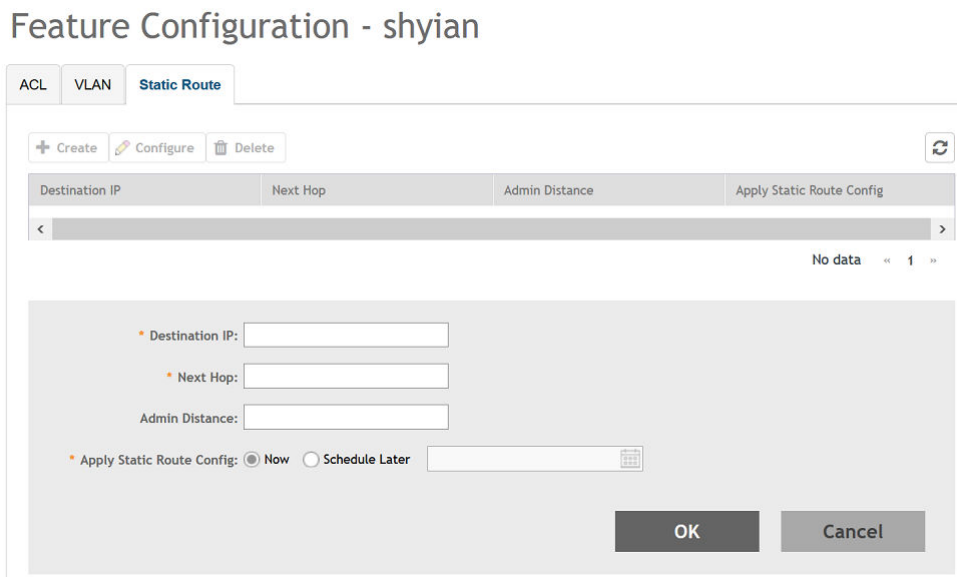 Feature Configuration - shyian
ACL VLAN Static Route
Create Configure Delete
Destination IP Next Hop Admin Distance Apply Static Route Config
No data « 1 »
* Destination IP:
* Next Hop:
Admin Distance:
* Apply Static Route Config: Now Schedule Later
OK Cancel